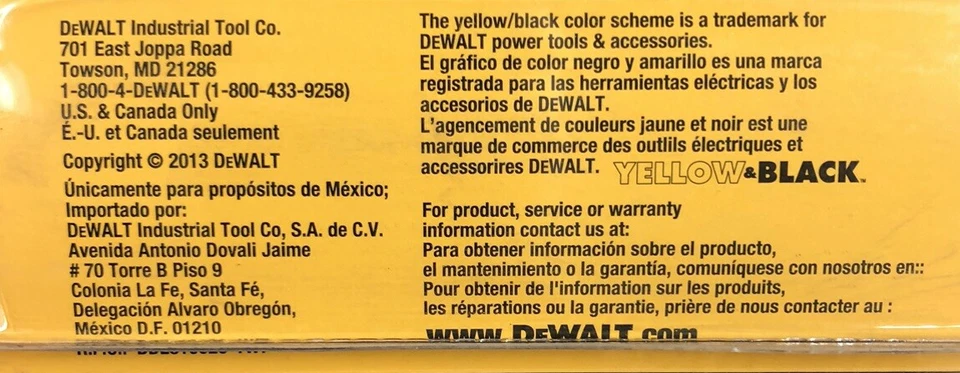 DEWALT Industrial Tool Co.
701 East Joppa Road
Towson, MD 21286
1-800-4-DEWALT (1-800-433-9258)
U.S. & Canada Only
É.-U. et Canada seulement
Copyright © 2013 DEWALT
Únicamente para propósitos de México;
Importado por:
DEWALT Industrial Tool Co, S.A. de C.V.
Avenida Antonio Dovali Jaime
# 70 Torre B Piso 9
Colonia La Fe, Santa Fé,
Delegación Alvaro Obregón,
México D.F. 01210
The yellow/black color scheme is a trademark for
DEWALT power tools & accessories.
El gráfico de color negro y amarillo es una marca
registrada para las herramientas eléctricas y los
accesorios de DEWALT.
L'agencement de couleurs jaune et noir est une
marque de commerce des outlils électriques et
accessorires DEWALT. YELLOW&BLACK™
For product, service or warranty
information contact us at:
Para obtener información sobre el producto,
el mantenimiento o la garantía, comuníquese con nosotros en::
Pour obtenir de l'information sur les produits,
les réparations ou la garantie, prière de nous contacter au :
www.DEWALT.com